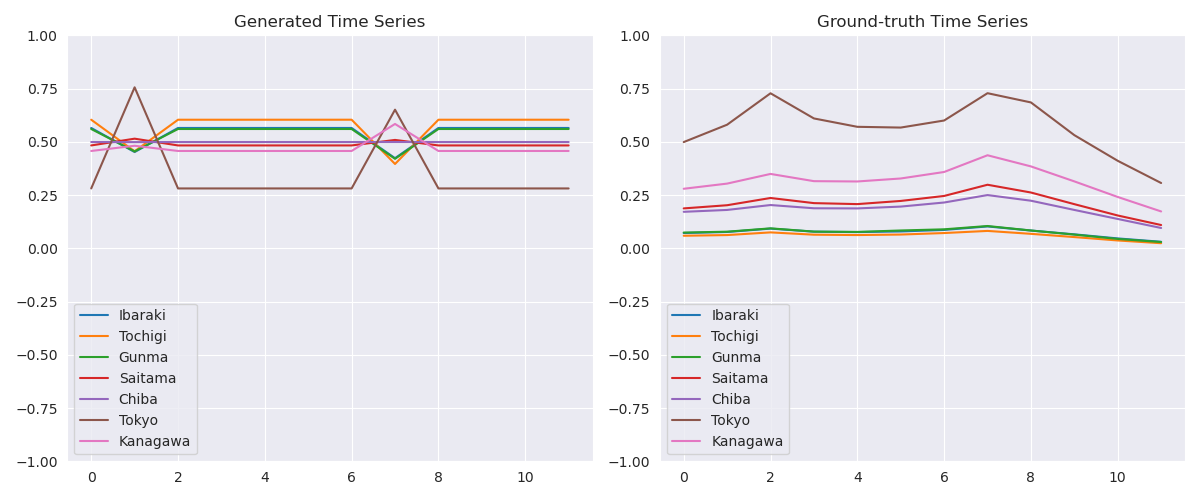 Generated Time Series
1.00
0.75
0.50
0.25
0.00
−0.25
−0.50
−0.75
−1.00
0 2 4 6 8 10
Ibaraki
Tochigi
Gunma
Saitama
Chiba
Tokyo
Kanagawa
Ground-truth Time Series
1.00
0.75
0.50
0.25
0.00
−0.25
−0.50
−0.75
−1.00
0 2 4 6 8 10
Ibaraki
Tochigi
Gunma
Saitama
Chiba
Tokyo
Kanagawa